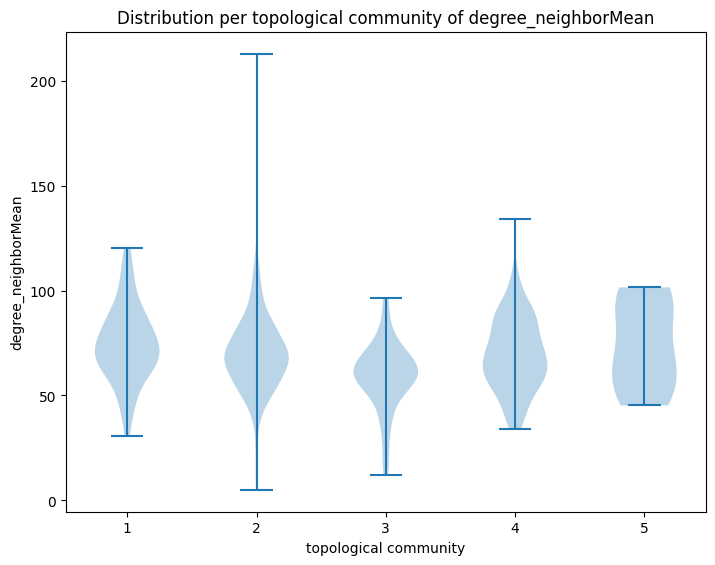 Distribution per topological community of degree_neighborMean
degree_neighborMean
200
150
100
50
0
1 2 3 4 5
topological community